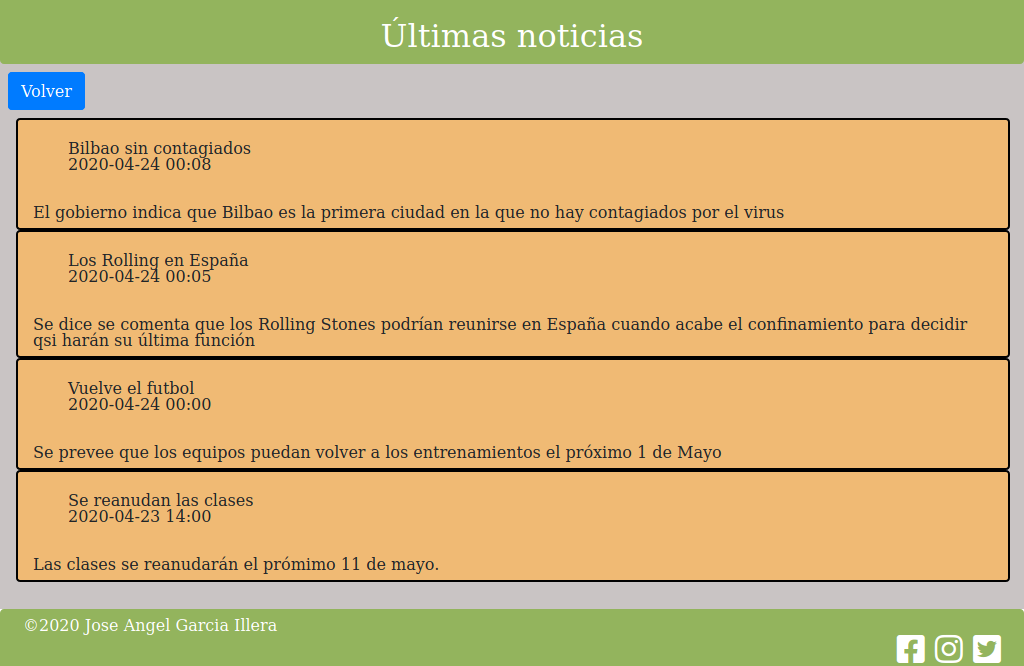 Últimas noticias
Volver
Bilbao sin contagiados
2020-04-24 00:08
El gobierno indica que Bilbao es la primera ciudad en la que no hay contagiados por el virus
Los Rolling en España
2020-04-24 00:05
Se dice se comenta que los Rolling Stones podrían reunirse en España cuando acabe el confinamiento para decidir
qsi harán su última función
Vuelve el futbol
2020-04-24 00:00
Se prevee que los equipos puedan volver a los entrenamientos el próximo 1 de Mayo
Se reanudan las clases
2020-04-23 14:00
Las clases se reanudarán el prómimo 11 de mayo.
©2020 Jose Angel Garcia Illera